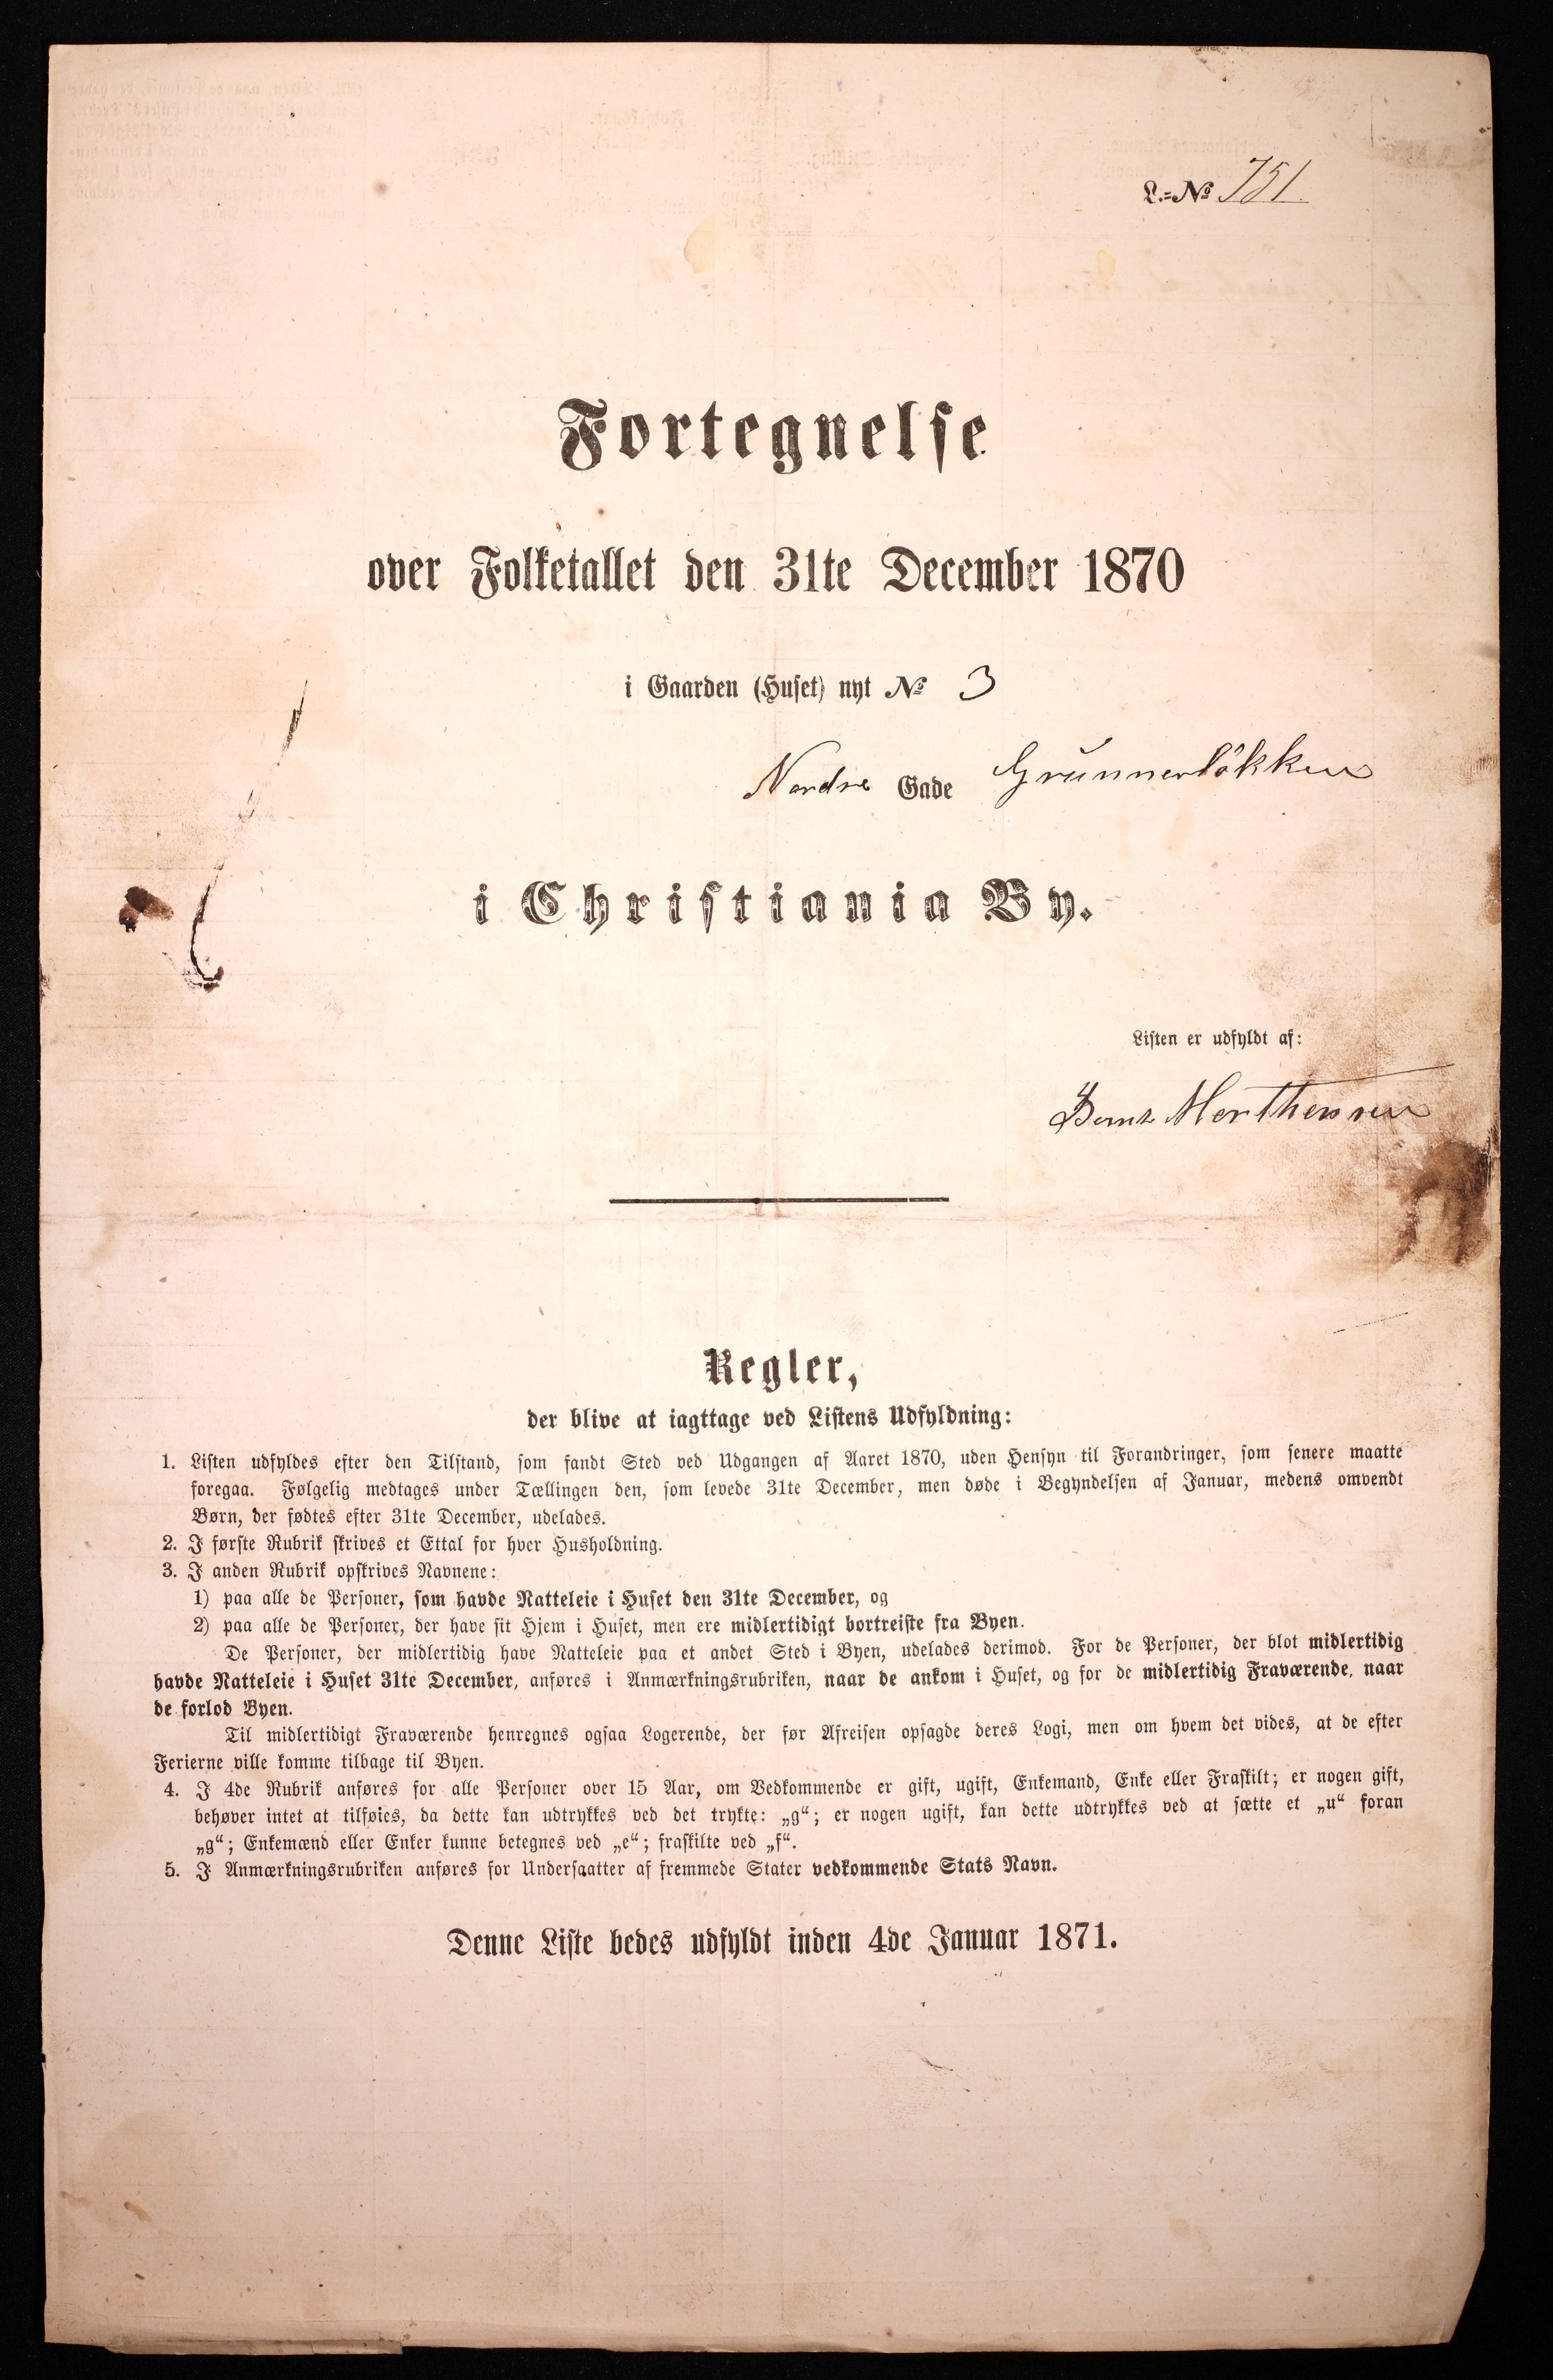 L.=№ 751.
Fortegnelse
over Folketallet den 31te December 1870
i Gaarden (Huset) nyt № 3
Nordre Gade Grünnerløkken
i Christiania By.
Listen er udfyldt af:
Bernt Morthensen
Regler,
der blive at iagttage ved Listens Udfyldning:
1. Listen udfyldes efter den Tilstand, som fandt Sted ved Udgangen af Aaret 1870, uden Hensyn til Forandringer, som senere maatte
foregaa. Følgelig medtages under Tællingen den, som levede 31te December, men døde i Begyndelsen af Januar, medens omvendt
Børn, der fødtes efter 31te December, udelades.
2. I første Rubrik skrives et Ettal for hver Husholdning.
3. I anden Rubrik opskrives Navnene:
1) paa alle de Personer, som havde Natteleie i Huset den 31te December, og
2) paa alle de Personer, der have sit Hjem i Huset, men ere midlertidigt bortreiste fra Byen.
De Personer, der midlertidig have Natteleie paa et andet Sted i Byen, udelades derimod. For de Personer, der blot midlertidig
havde Natteleie i Huset 31te December, anføres i Anmærkningsrubriken, naar de ankom i Huset, og for de midlertidig Fraværende, naar
de forlod Byen.
Til midlertidigt Fraværende henregnes ogsaa Logerende, der før Afreisen opsagde deres Logi, men om hvem det vides, at de efter
Ferierne ville komme tilbage til Byen.
4. I 4de Rubrik anføres for alle Personer over 15 Aar, om Vedkommende er gift, ugift, Enkemand, Enke eller Fraskilt; er nogen gift,
behøver intet at tilføies, da dette kan udtrykkes ved det trykte: „g“; er nogen ugift, kan dette udtrykkes ved at sætte et „u“ foran
„g“; Enkemænd eller Enker kunne betegnes ved „e“; fraskilte ved „f“.
5. I Anmærkningsrubriken anføres for Undersaatter af fremmede Stater vedkommende Stats Navn.
Denne Liste bedes udfyldt inden 4de Januar 1871.